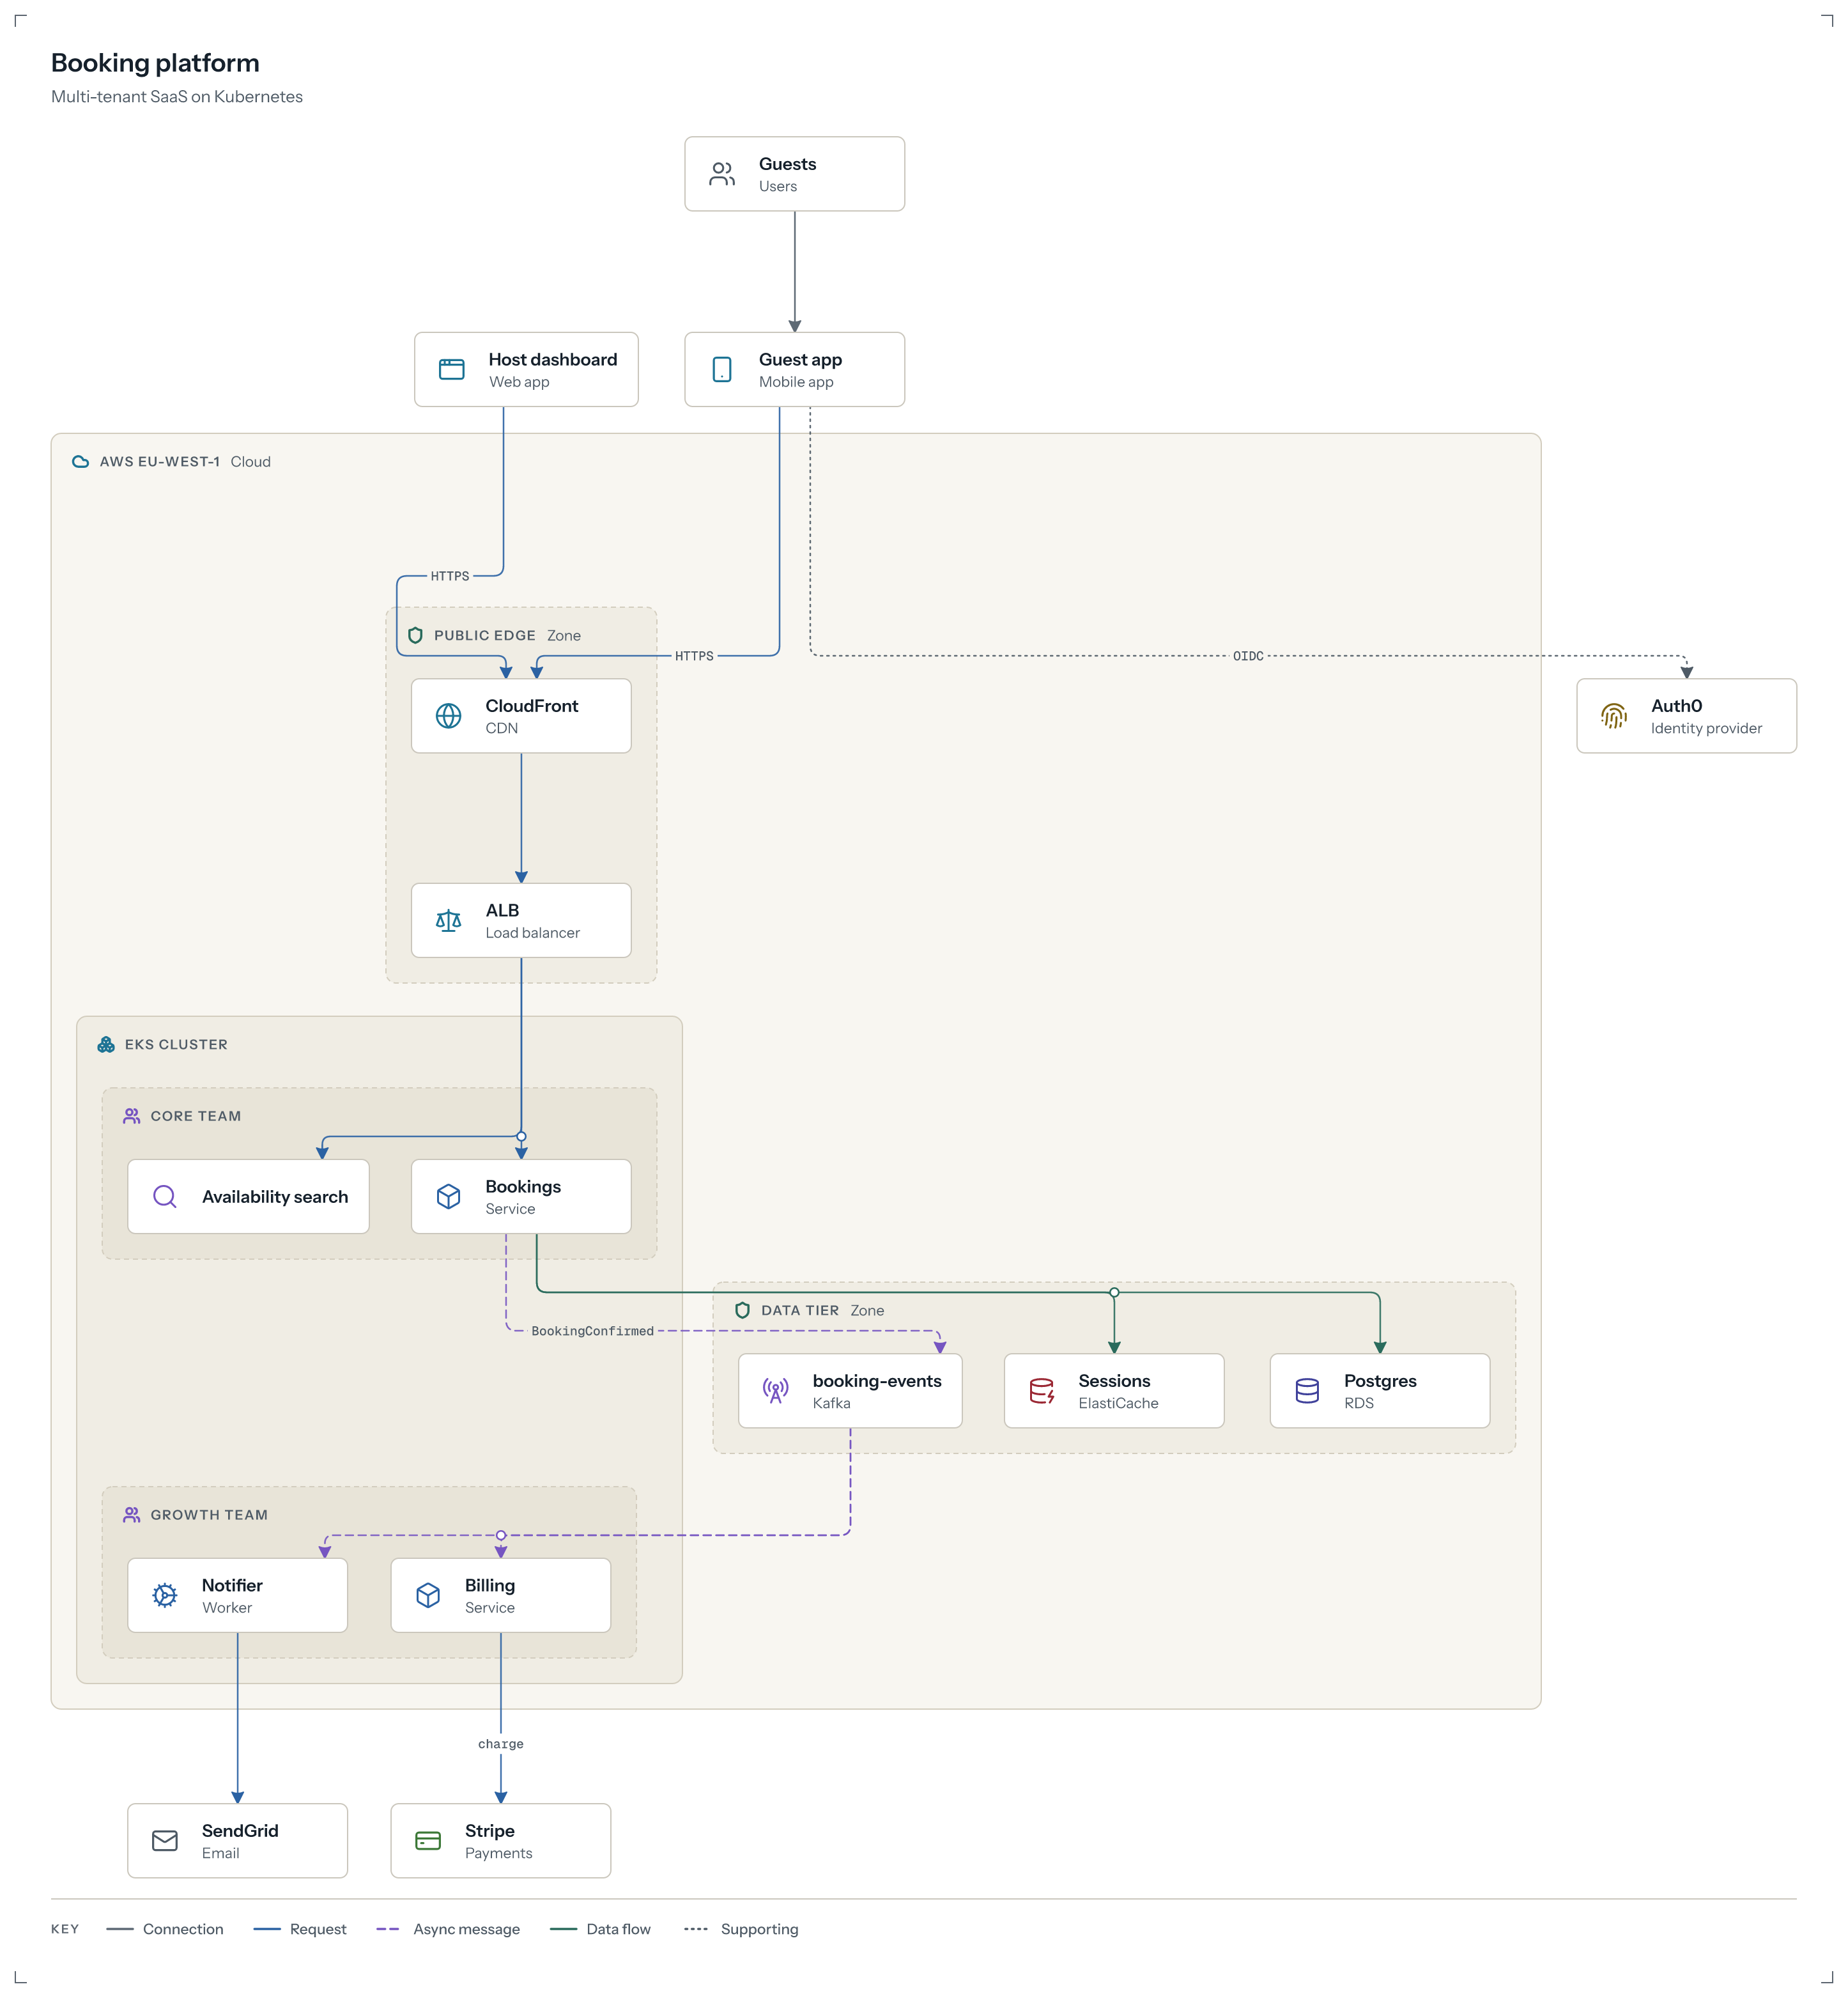 Booking platform
Multi-tenant SaaS on Kubernetes
Guests
Users
Host dashboard
Web app
Guest app
Mobile app
AWS EU-WEST-1 Cloud
HTTPS
PUBLIC EDGE Zone
HTTPS
OIDC
CloudFront
CDN
Auth0
Identity provider
ALB
Load balancer
EKS CLUSTER
CORE TEAM
Availability search
Bookings
Service
DATA TIER Zone
BookingConfirmed
booking-events
Kafka
Sessions
ElastiCache
Postgres
RDS
GROWTH TEAM
Notifier
Worker
Billing
Service
charge
SendGrid
Email
Stripe
Payments
KEY Connection Request Async message Data flow Supporting